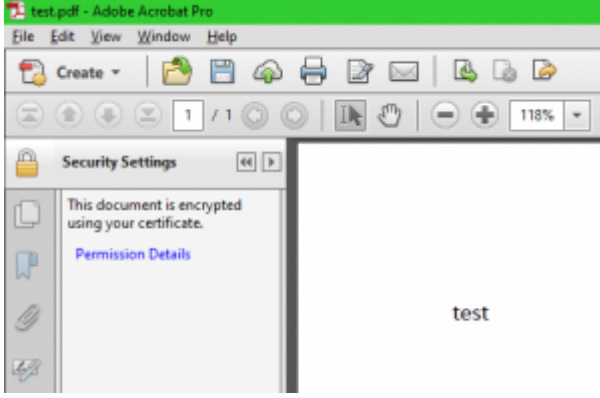 test.pdf - Adobe Acrobat Pro
File Edit View Window Help
Create
1 / 1 118%
Security Settings
This document is encrypted
using your certificate.
Permission Details
test